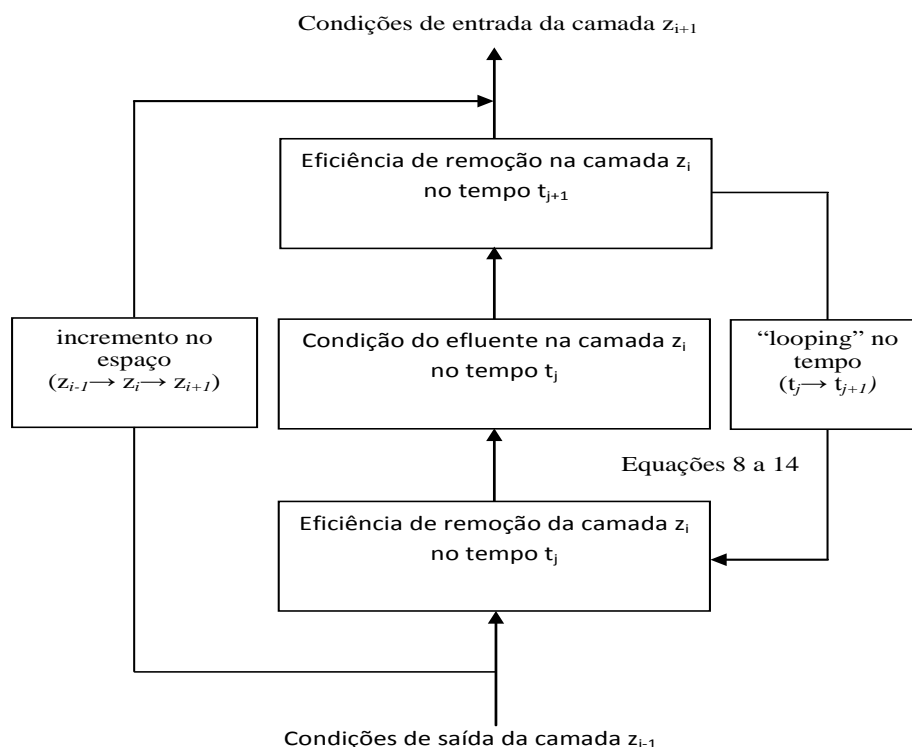 Condições de entrada da camada zi+1
Eficiência de remoção na camada zi
no tempo tj+1
incremento no
espaço
(zi-1→ zi→ zi+1)
Condição do efluente na camada zi
no tempo tj
“looping” no
tempo
(tj→ tj+1)
Equações 8 a 14
Eficiência de remoção da camada zi
no tempo tj
Condições de saída da camada zi-1